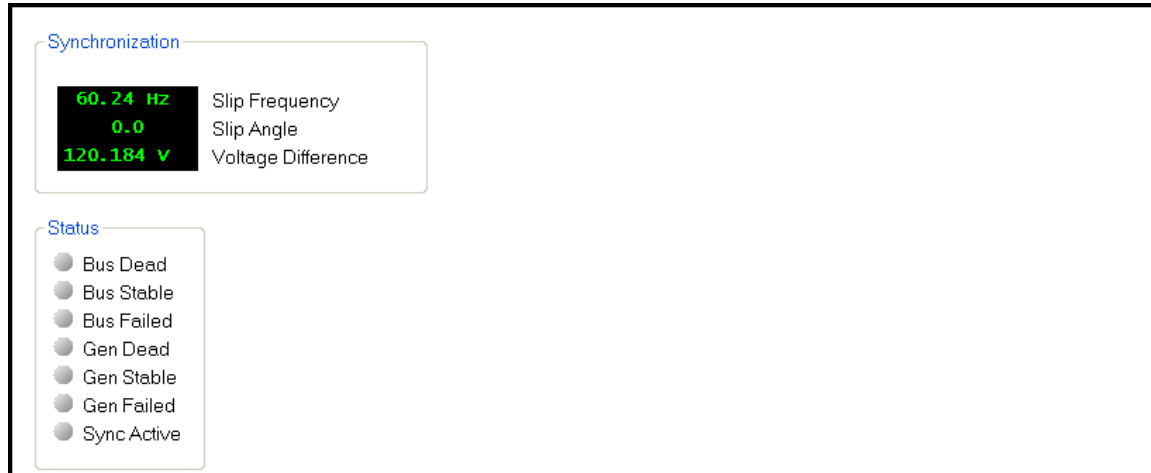 Synchronization
60.24 Hz Slip Frequency
0.0 Slip Angle
120.184 V Voltage Difference
Status
Bus Dead
Bus Stable
Bus Failed
Gen Dead
Gen Stable
Gen Failed
Sync Active